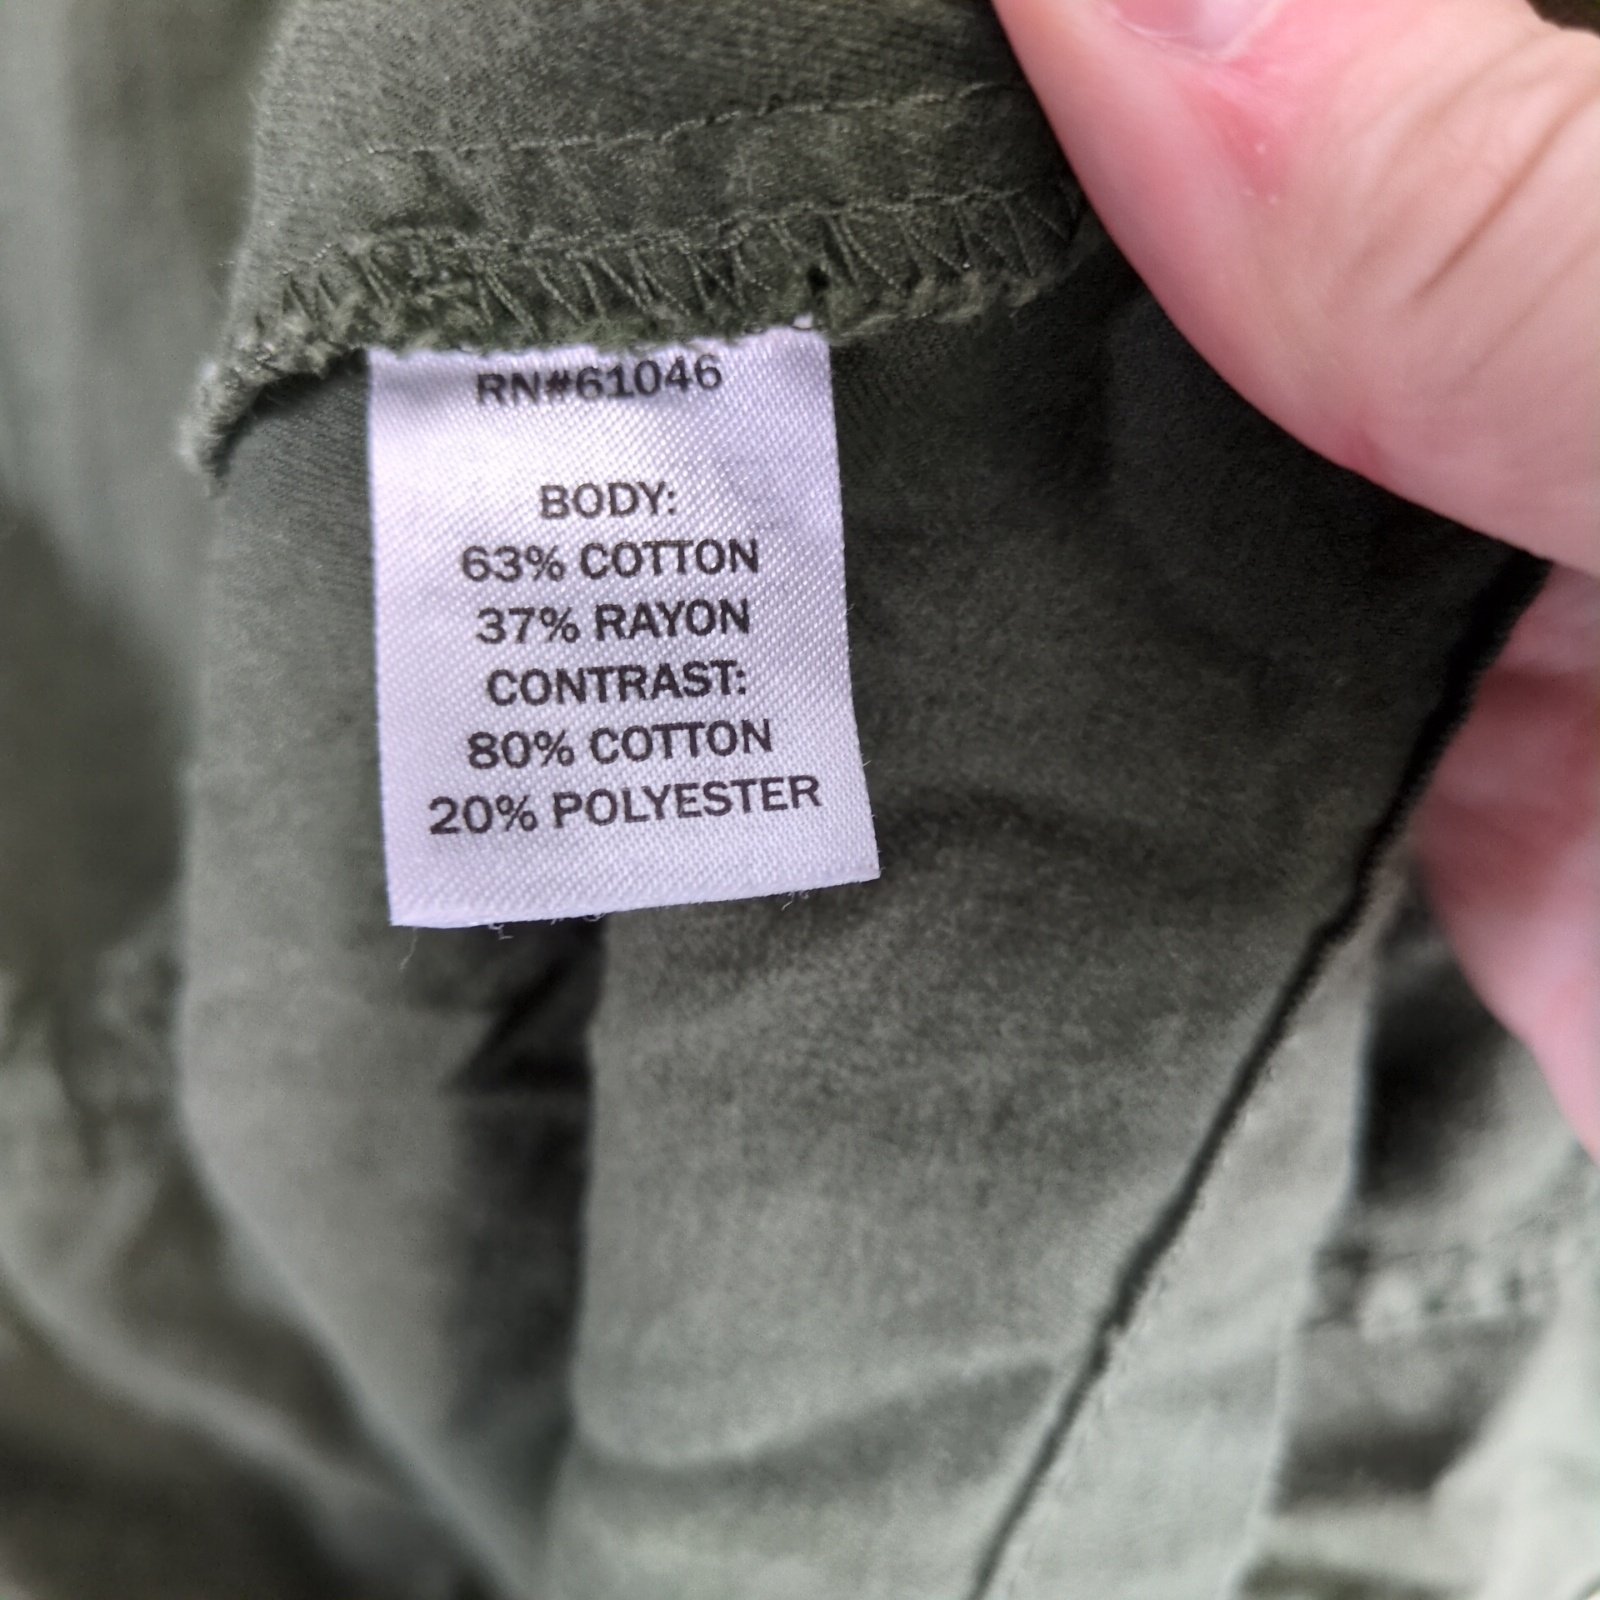 RN#61046
BODY:
63% COTTON
37% RAYON
CONTRAST:
80% COTTON
20% POLYESTER